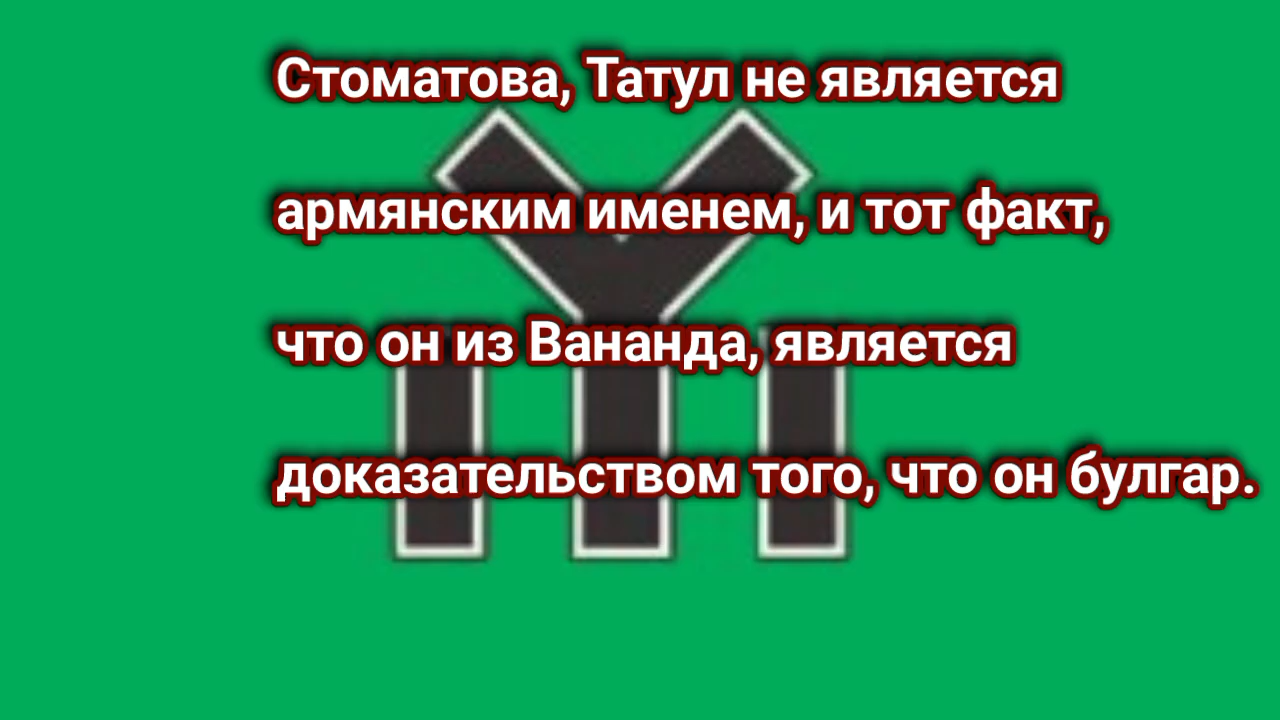 Стоматова, Татул не является
армянским именем, и тот факт,
что он из Вананда, является
доказательством того, что он булгар.